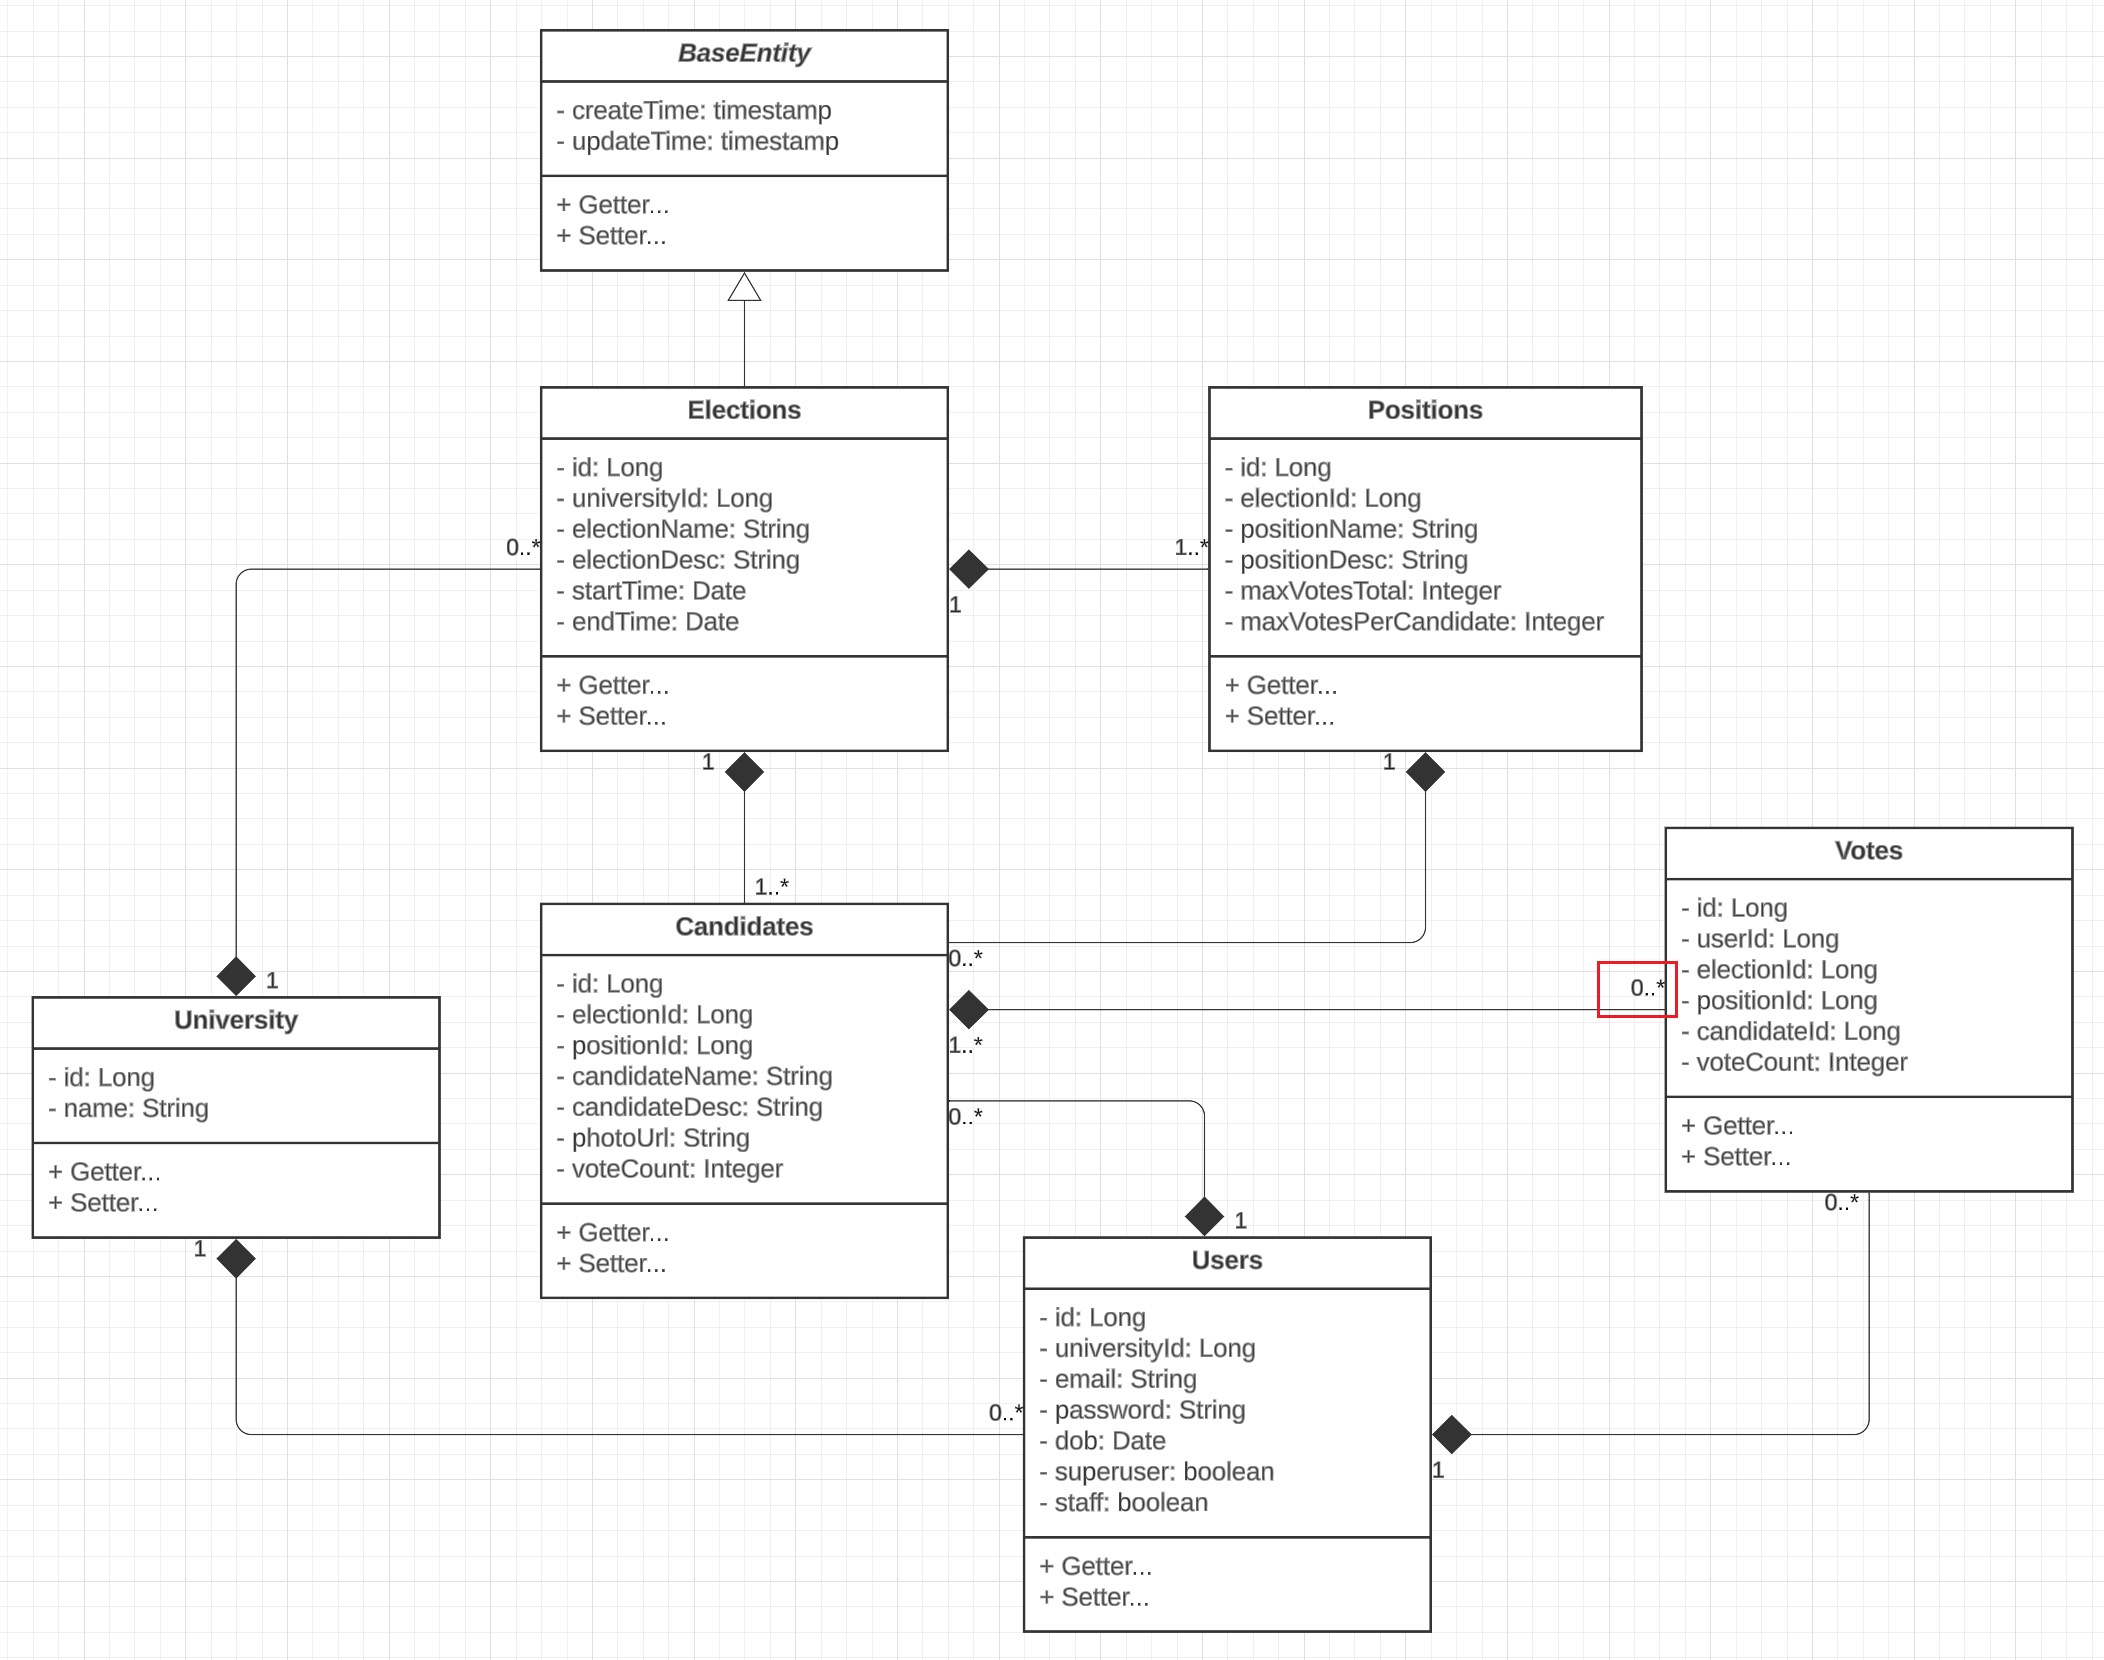 BaseEntity
- createTime: timestamp
- updateTime: timestamp
+ Getter...
+ Setter...
Elections
- id: Long
- universityId: Long
- electionName: String
- electionDesc: String
- startTime: Date
- endTime: Date
+ Getter...
+ Setter...
0..*
1
1..*
Positions
- id: Long
- electionId: Long
- positionName: String
- positionDesc: String
- maxVotesTotal: Integer
- maxVotesPerCandidate: Integer
+ Getter...
+ Setter...
1
1
1..*
Candidates
- id: Long
- electionId: Long
- positionId: Long
- candidateName: String
- candidateDesc: String
- photoUrl: String
- voteCount: Integer
+ Getter...
+ Setter...
0..*
1..*
0..*
0..*
Votes
- id: Long
- userId: Long
- electionId: Long
- positionId: Long
- candidateId: Long
- voteCount: Integer
+ Getter...
+ Setter...
0..*
1
University
- id: Long
- name: String
+ Getter...
+ Setter...
1
1
Users
- id: Long
- universityId: Long
- email: String
- password: String
- dob: Date
- superuser: boolean
- staff: boolean
+ Getter...
+ Setter...
0..*
1